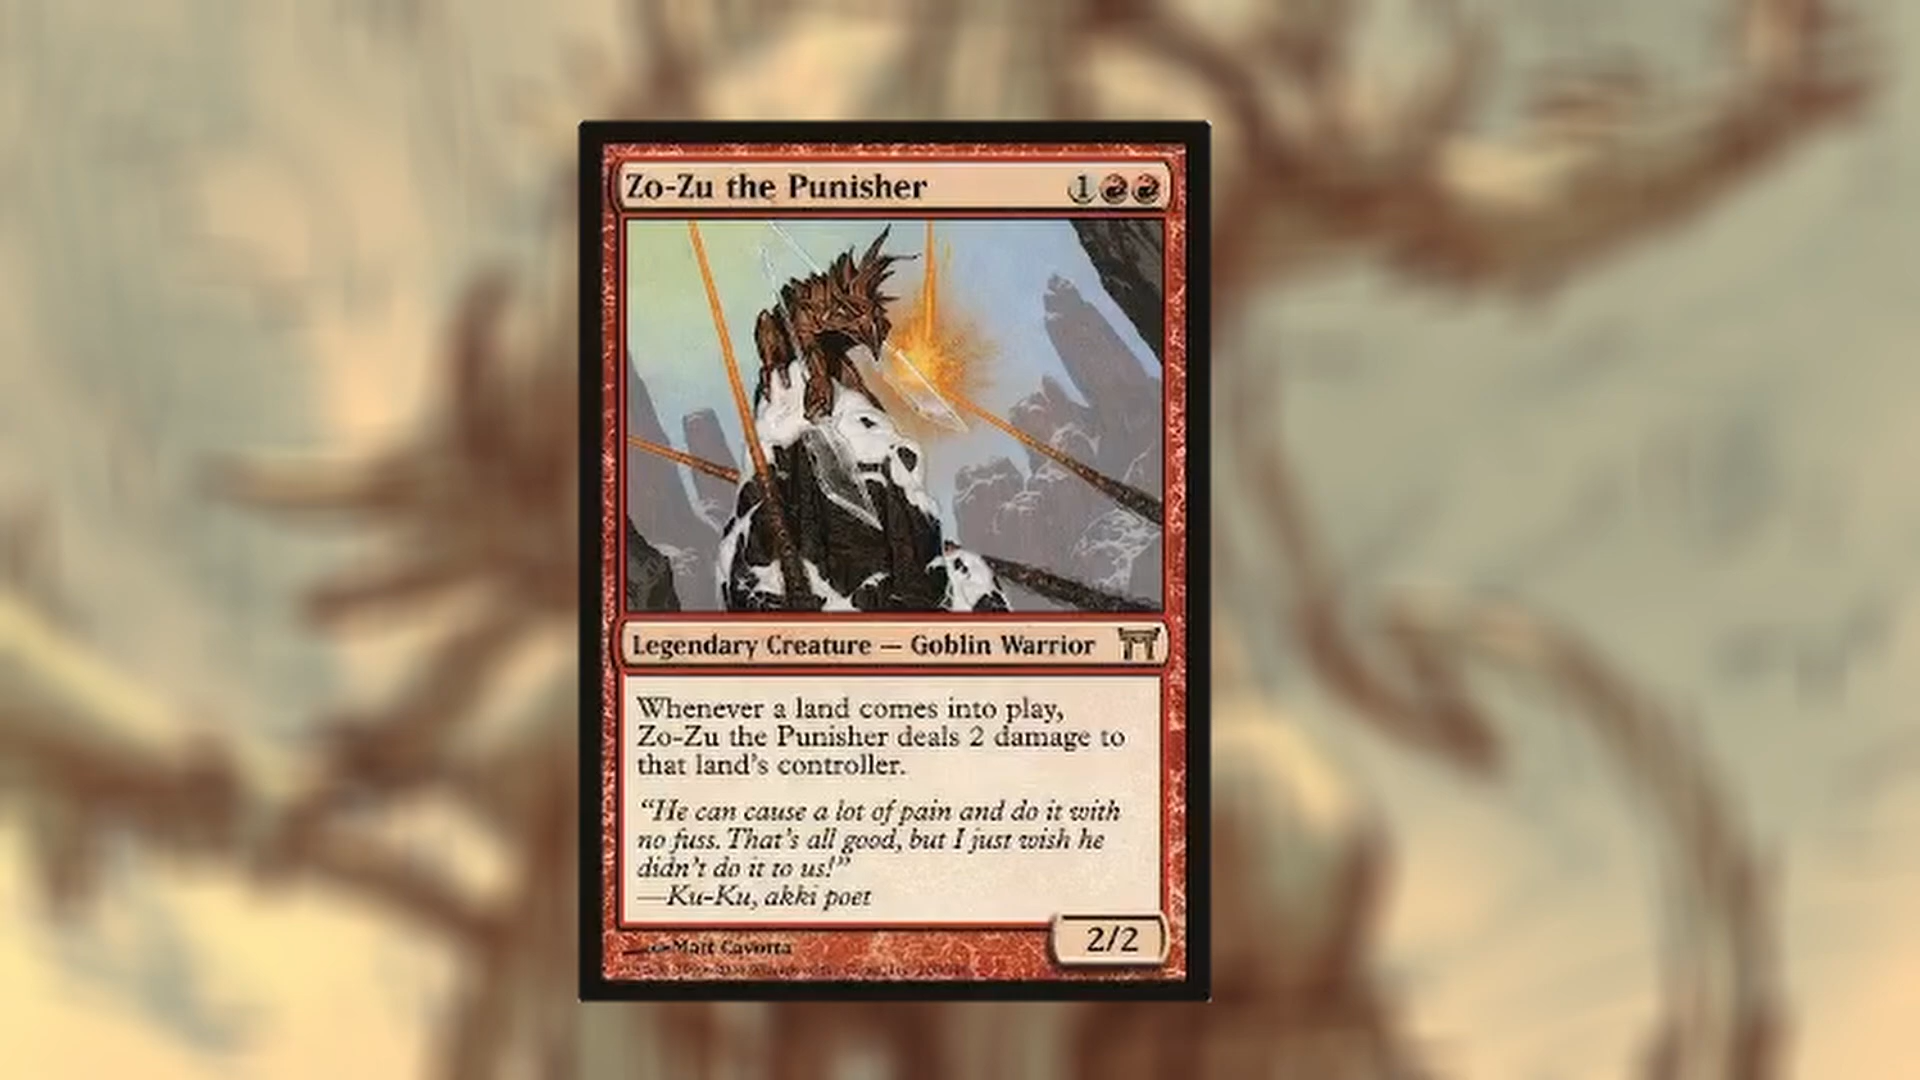 Zo-Zu the Punisher 1
Legendary Creature — Goblin Warrior
Whenever a land comes into play,
Zo-Zu the Punisher deals 2 damage to
that land's controller.
“He can cause a lot of pain and do it with
no fuss. That's all good, but I just wish he
didn't do it to us!”
—Ku-Ku, akki poet
2/2
Matt Cavotta